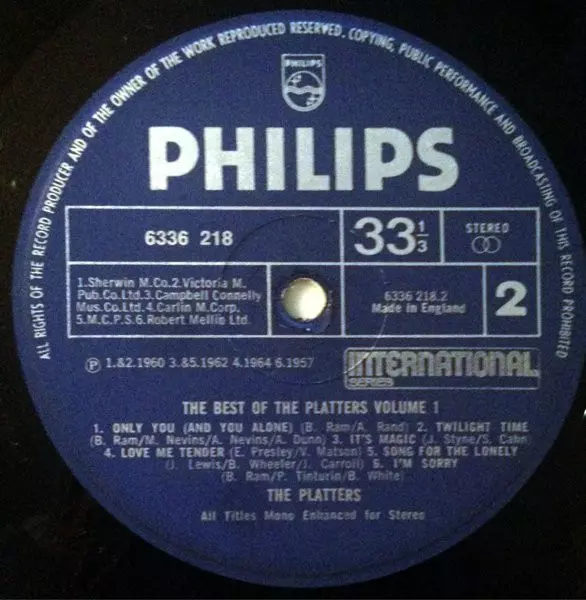 ALL RIGHTS OF THE RECORD PRODUCER AND OF THE OWNER OF THE WORK REPRODUCED RESERVED. COPYING, PUBLIC PERFORMANCE AND BROADCASTING OF THIS RECORD PROHIBITED
PHILIPS
PHILIPS
6336 218
33 1/3
STEREO
1.Sherwin M.Co.2.Victoria M.
Pub.Co.Ltd.3.Campbell Connelly
Mus.Co.Ltd.4.Carlin M.Corp.
5.M.C.P.S.6.Robert Mellin Ltd.
6336 218.2
Made in England
2
Ⓟ 1.&2.1960 3.&5.1962 4.1964 6.1957
INTERNATIONAL
SERIES
THE BEST OF THE PLATTERS VOLUME 1
1. ONLY YOU (AND YOU ALONE) (B. Ram/A. Rand) 2. TWILIGHT TIME
(B. Ram/M. Nevins/A. Nevins/A. Dunn) 3. IT'S MAGIC (J. Styne/S. Cahn)
4. LOVE ME TENDER (E. Presley/V. Matson) 5. SONG FOR THE LONELY
(J. Lewis/B. Wheeler/J. Carroll) 6. I'M SORRY
(B. Ram/P. Tinturin/B. White)
THE PLATTERS
All Titles Mono Enhanced for Stereo